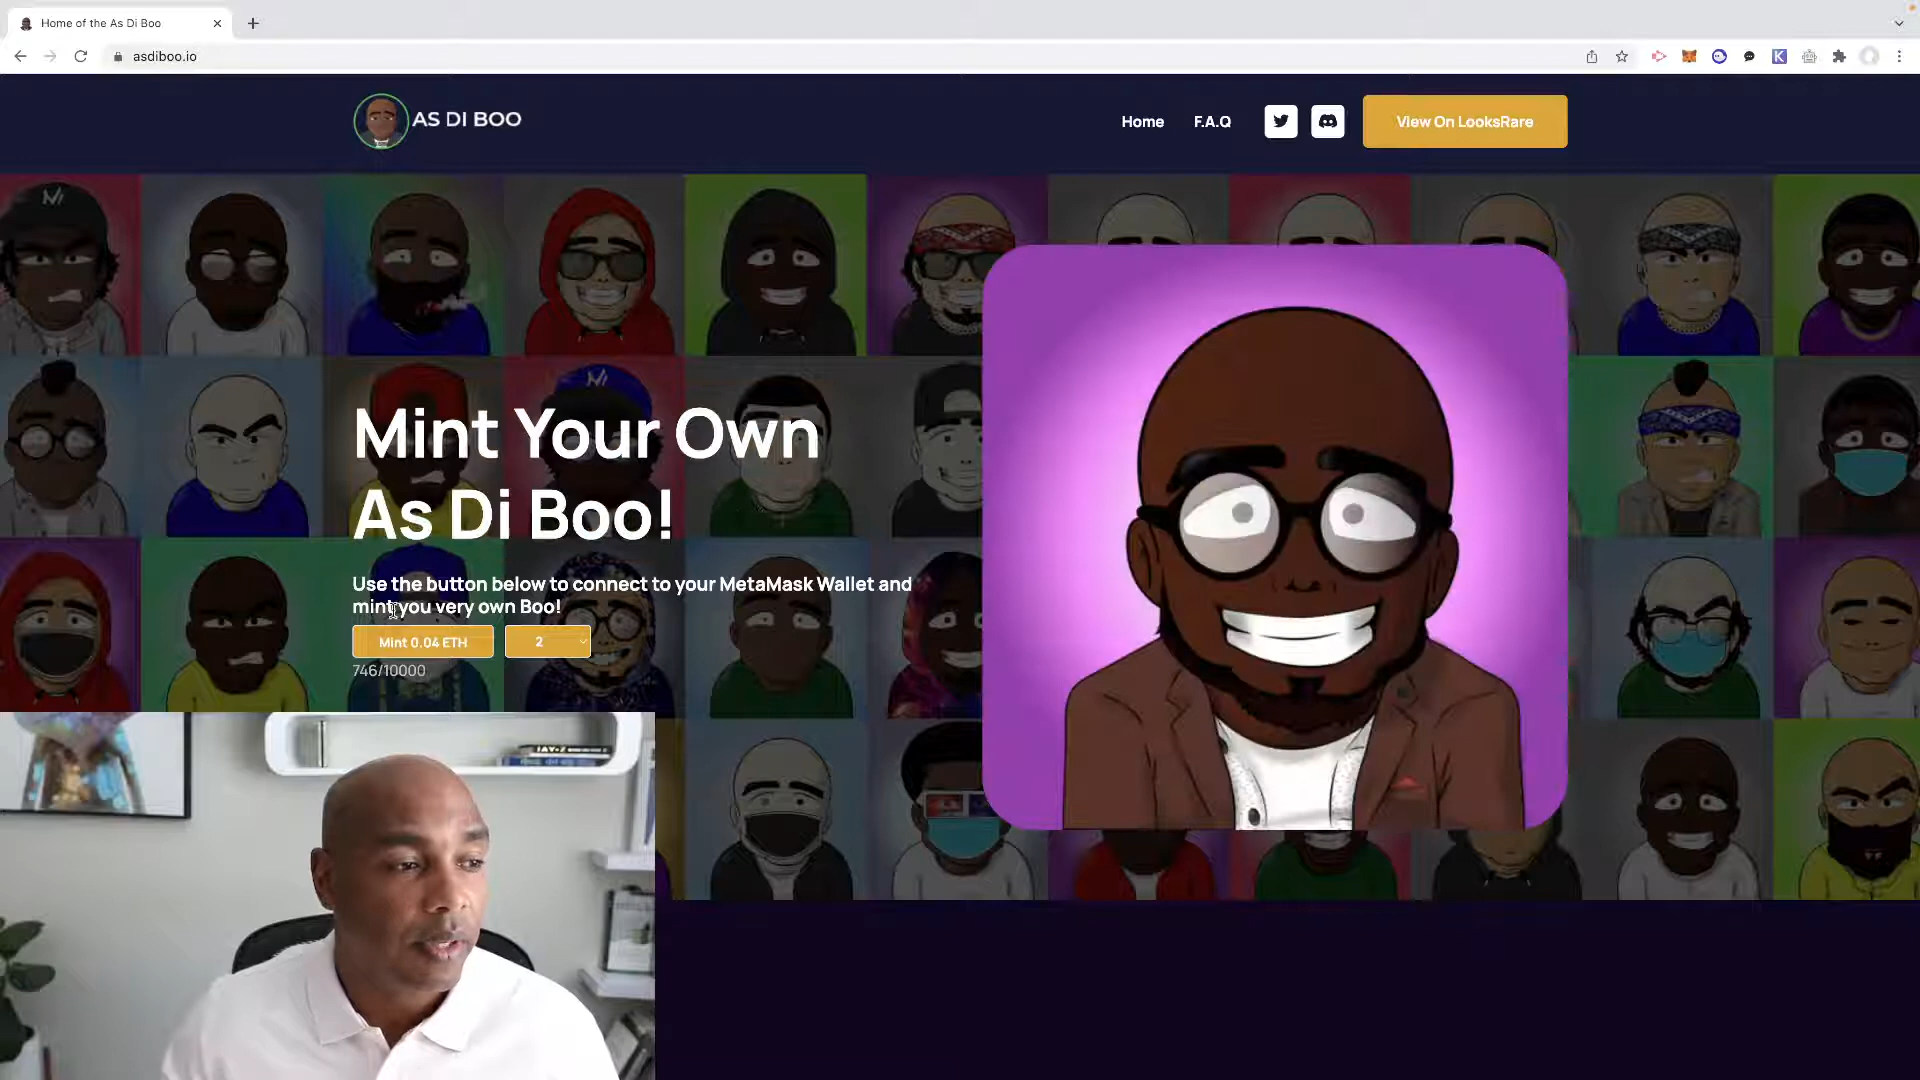 Home of the As Di Boo
asdiboo.io
AS DI BOO
Home
F.A.Q
View On LooksRare
Mint Your Own
As Di Boo!
Use the button below to connect to your MetaMask Wallet and
mint you very own Boo!
Mint 0.04 ETH
2
746/10000
JAY-Z